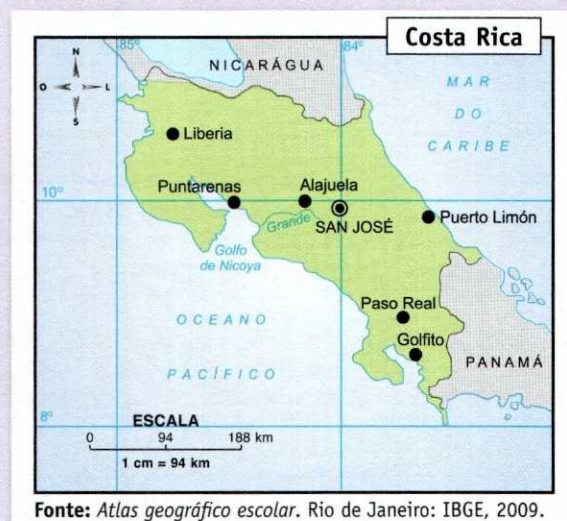 Costa Rica
85°
84°
N
O
L
S
NICARÁGUA
MAR
DO
CARIBE
Liberia
10°
Puntarenas
Alajuela
Grande
SAN JOSÉ
Puerto Limón
Golfo
de Nicoya
Paso Real
OCEANO
Golfito
PANAMÁ
PACÍFICO
8°
ESCALA
0 94 188 km
1 cm = 94 km
Fonte: Atlas geográfico escolar. Rio de Janeiro: IBGE, 2009.